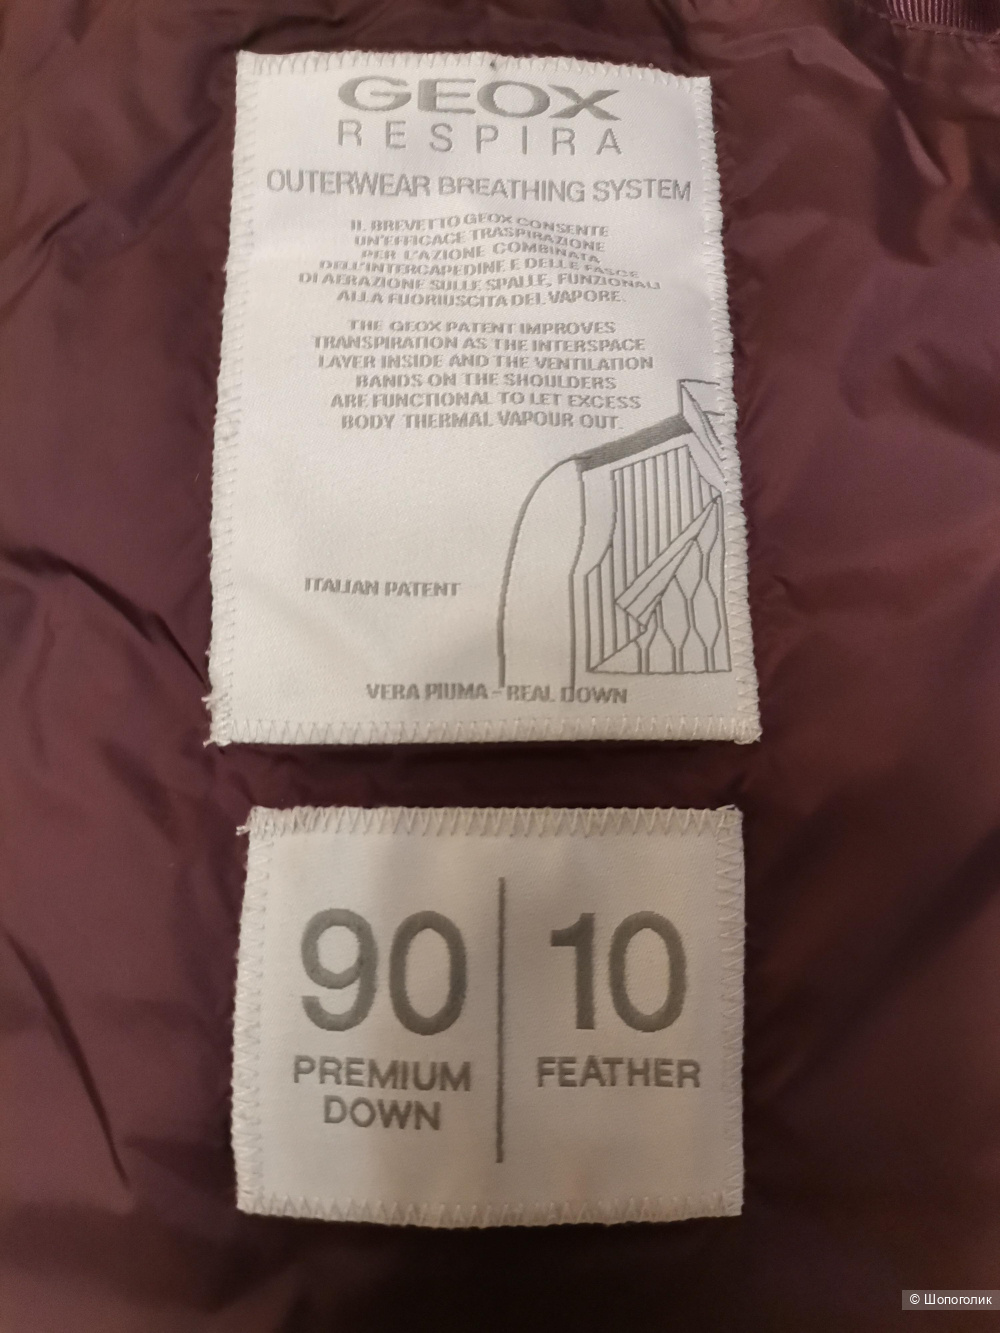 GEOX
RESPIRA
OUTERWEAR BREATHING SYSTEM
IL BREVETTO GEOX CONSENTE
UN'EFFICACE TRASPIRAZIONE
PER L'AZIONE COMBINATA
DELL'INTERCAPEDINE E DELLE FASCE
DI AERAZIONE SULLE SPALLE, FUNZIONALI
ALLA FUORIUSCITA DEL VAPORE.
THE GEOX PATENT IMPROVES
TRANSPIRATION AS THE INTERSPACE
LAYER INSIDE AND THE VENTILATION
BANDS ON THE SHOULDERS
ARE FUNCTIONAL TO LET EXCESS
BODY THERMAL VAPOUR OUT.
ITALIAN PATENT
VERA PIUMA - REAL DOWN
90
PREMIUM
DOWN
10
FEATHER
© Шопоголик